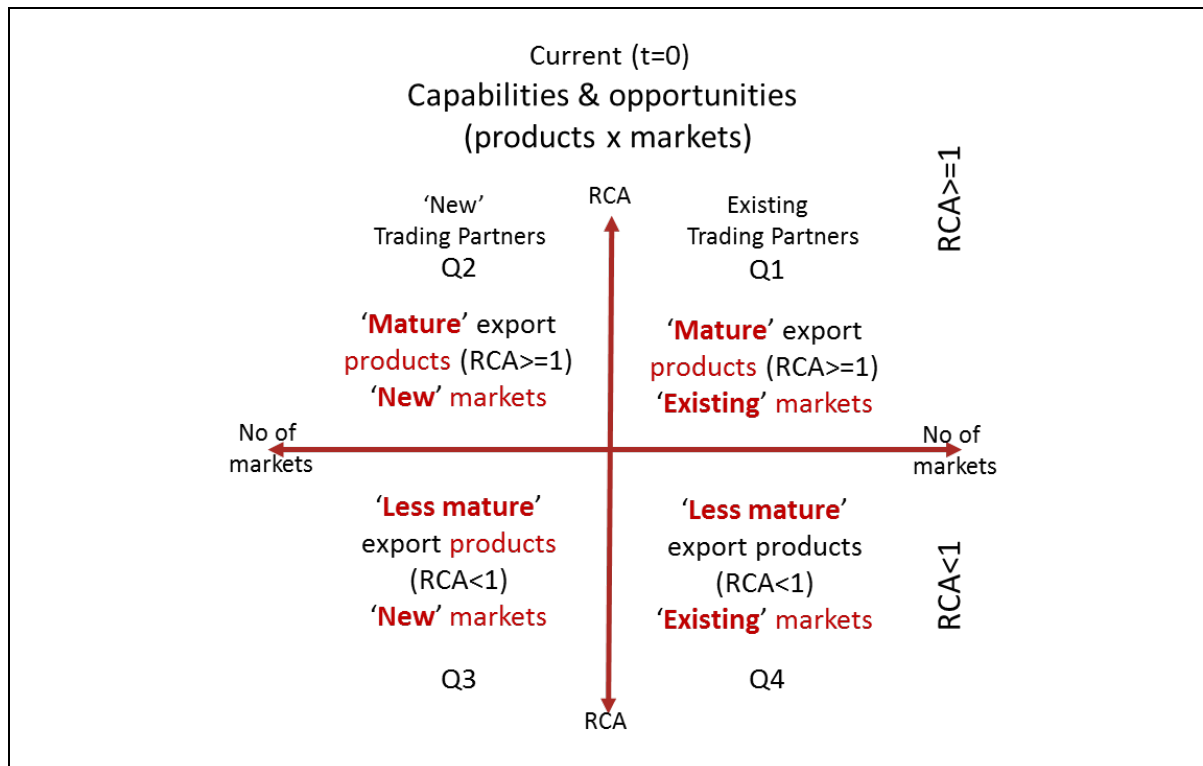 Current (t=0)
Capabilities & opportunities
(products x markets)
RCA>=1
RCA
‘New’
Trading Partners
Q2
Existing
Trading Partners
Q1
‘Mature’ export
products (RCA>=1)
‘New’ markets
‘Mature’ export
products (RCA>=1)
‘Existing’ markets
No of
markets
No of
markets
‘Less mature’
export products
(RCA<1)
‘New’ markets
‘Less mature’
export products
(RCA<1)
‘Existing’ markets
RCA<1
Q3
Q4
RCA